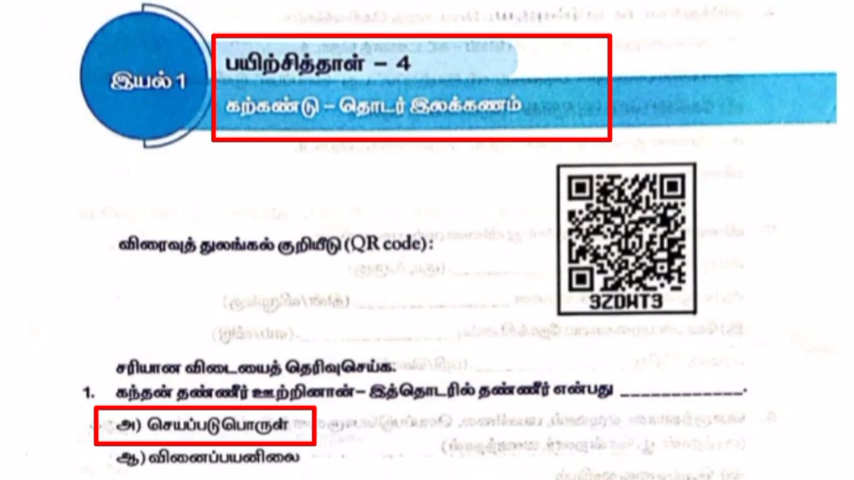 இயல் 1
பயிற்சித்தாள் – 4
கற்கண்டு – தொடர் இலக்கணம்
விரைவுத் துலங்கல் குறியீடு (QR code):
9ZDWT9
சரியான விடையைத் தெரிவுசெய்க.
1. கந்தன் தண்ணீர் ஊற்றினான்– இத்தொடரில் தண்ணீர் என்பது ____________.
அ) செயப்படுபொருள்
ஆ) வினைப்பயனிலை